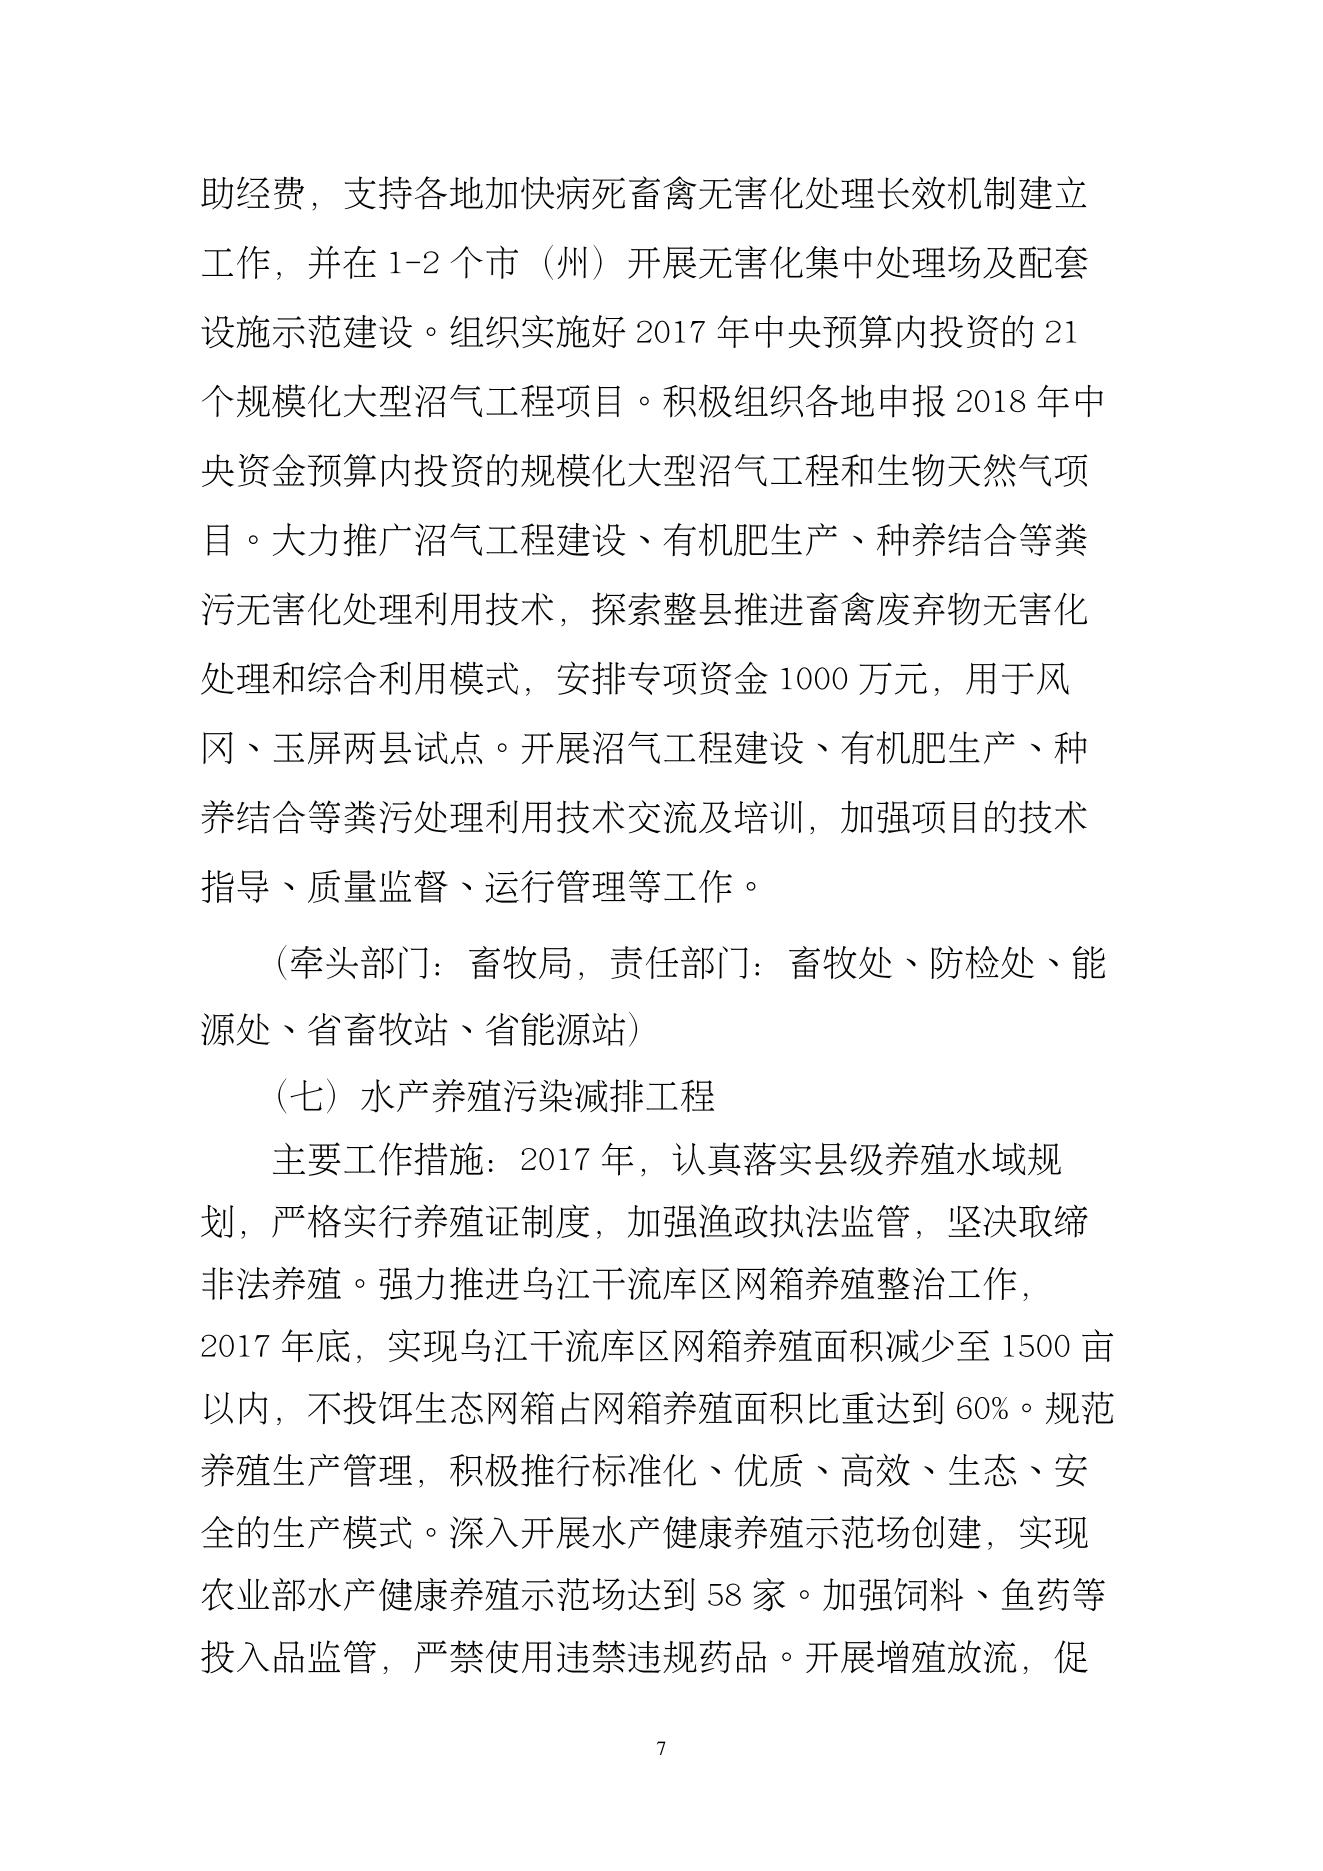 助经费，支持各地加快病死畜禽无害化处理长效机制建立
工作，并在 1-2 个市（州）开展无害化集中处理场及配套
设施示范建设。组织实施好 2017 年中央预算内投资的 21
个规模化大型沼气工程项目。积极组织各地申报 2018 年中
央资金预算内投资的规模化大型沼气工程和生物天然气项
目。大力推广沼气工程建设、有机肥生产、种养结合等粪
污无害化处理利用技术，探索整县推进畜禽废弃物无害化
处理和综合利用模式，安排专项资金 1000 万元，用于风
冈、玉屏两县试点。开展沼气工程建设、有机肥生产、种
养结合等粪污处理利用技术交流及培训，加强项目的技术
指导、质量监督、运行管理等工作。
（牵头部门：畜牧局，责任部门：畜牧处、防检处、能
源处、省畜牧站、省能源站）
（七）水产养殖污染减排工程
主要工作措施：2017 年，认真落实县级养殖水域规
划，严格实行养殖证制度，加强渔政执法监管，坚决取缔
非法养殖。强力推进乌江干流库区网箱养殖整治工作，
2017 年底，实现乌江干流库区网箱养殖面积减少至 1500 亩
以内，不投饵生态网箱占网箱养殖面积比重达到 60%。规范
养殖生产管理，积极推行标准化、优质、高效、生态、安
全的生产模式。深入开展水产健康养殖示范场创建，实现
农业部水产健康养殖示范场达到 58 家。加强饲料、鱼药等
投入品监管，严禁使用违禁违规药品。开展增殖放流，促
7